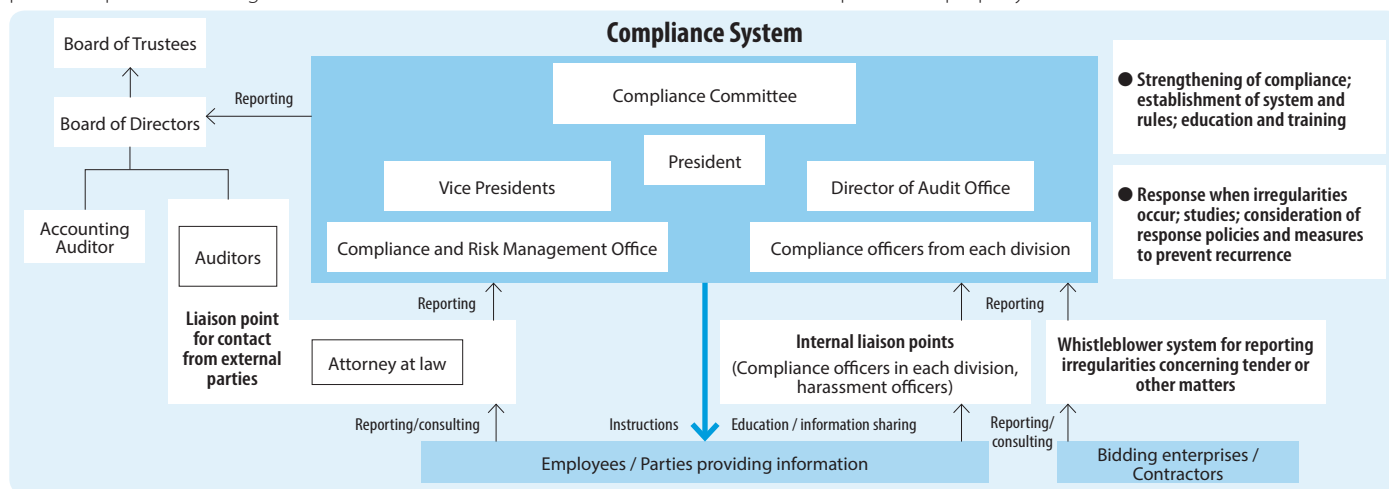 Compliance System
Board of Trustees
Board of Directors
Reporting
Accounting
Auditor
Auditors
Liaison point
for contact
from external
parties
Attorney at law
Compliance Committee
President
Vice Presidents
Director of Audit Office
Compliance and Risk Management Office
Compliance officers from each division
● Strengthening of compliance;
establishment of system and
rules; education and training
● Response when irregularities
occur; studies; consideration of
response policies and measures
to prevent recurrence
Reporting
Reporting
Internal liaison points
(Compliance officers in each division,
harassment officers)
Whistleblower system for reporting
irregularities concerning tender or
other matters
Reporting/consulting
Instructions
Education / information sharing
Reporting/
consulting
Employees / Parties providing information
Bidding enterprises /
Contractors